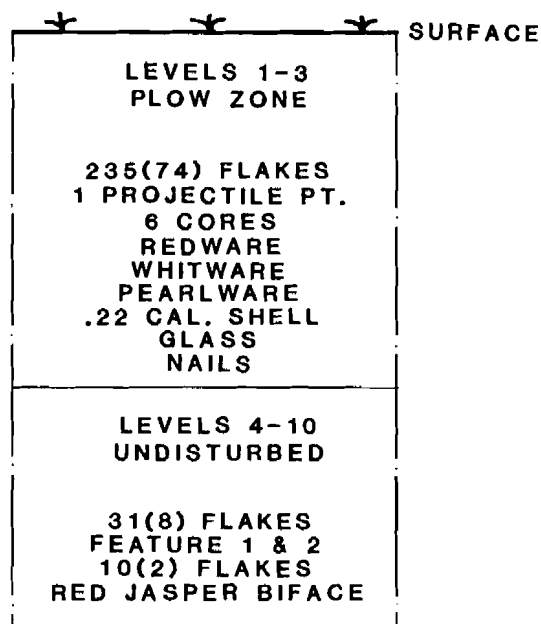 SURFACE
LEVELS 1-3
PLOW ZONE
235(74) FLAKES
1 PROJECTILE PT.
6 CORES
REDWARE
WHITWARE
PEARLWARE
.22 CAL. SHELL
GLASS
NAILS
LEVELS 4-10
UNDISTURBED
31(8) FLAKES
FEATURE 1 & 2
10(2) FLAKES
RED JASPER BIFACE